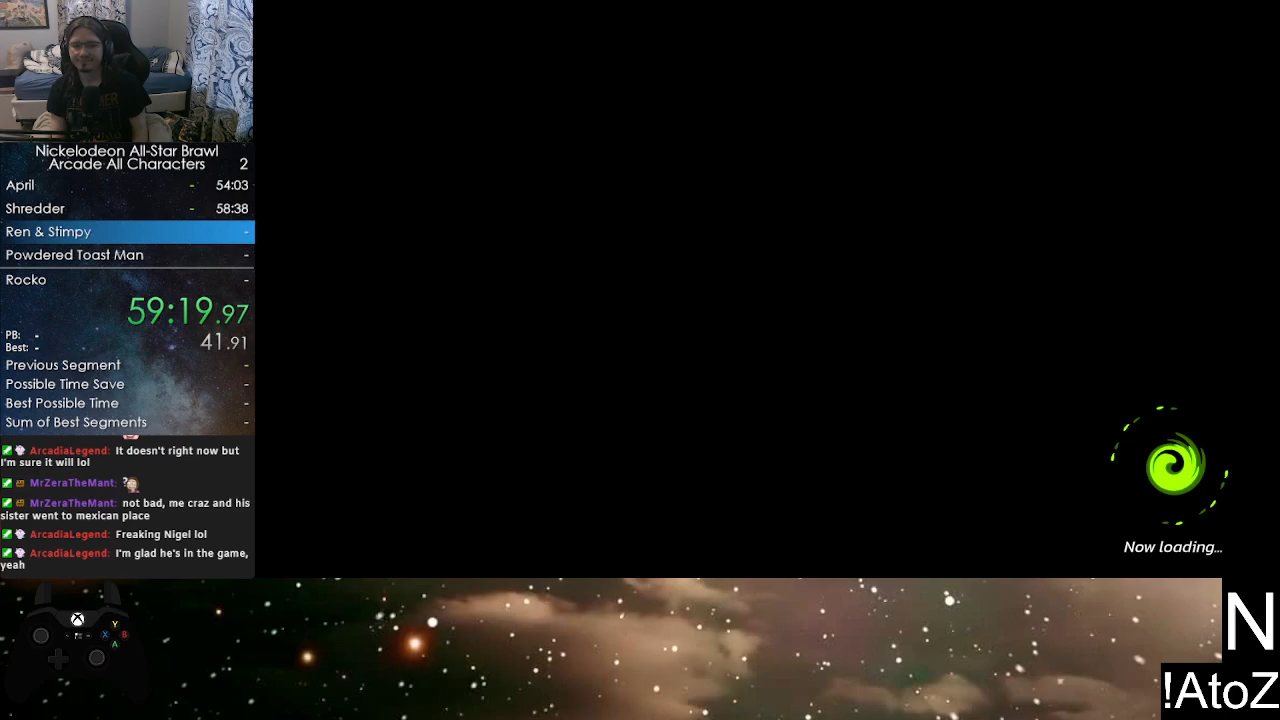 Nickelodeon All-Star Brawl
Arcade All Characters 2
April - 54:03
Shredder - 58:38
Ren & Stimpy -
Powdered Toast Man -
Rocko -
59:19.97
PB: -
41.91
Best: -
Previous Segment -
Possible Time Save -
Best Possible Time -
Sum of Best Segments -
ArcadiaLegend: It doesn't right now but
I'm sure it will lol
MrZeraTheMant: ?
MrZeraTheMant: not bad, me craz and his
sister went to mexican place
ArcadiaLegend: Freaking Nigel lol
ArcadiaLegend: I'm glad he's in the game,
yeah
Now loading...
Y
X B
A
N
!AtoZ